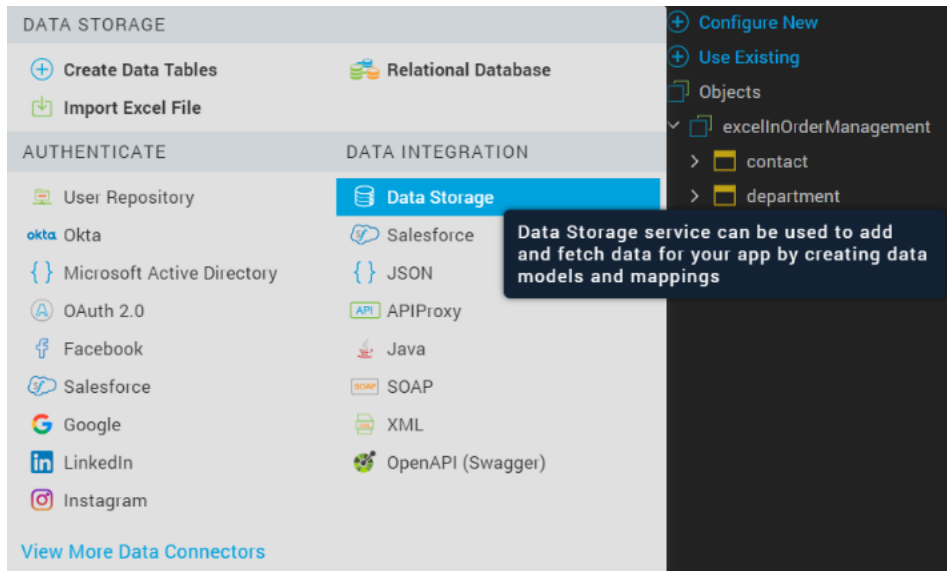 DATA STORAGE
Create Data Tables
Relational Database
Import Excel File
AUTHENTICATE
User Repository
okta Okta
Microsoft Active Directory
OAuth 2.0
Facebook
Salesforce
Google
LinkedIn
Instagram
View More Data Connectors
DATA INTEGRATION
Data Storage
Salesforce
JSON
API APIProxy
Java
SOAP SOAP
XML
OpenAPI (Swagger)
Data Storage service can be used to add
and fetch data for your app by creating data
models and mappings
Configure New
Use Existing
Objects
excelInOrderManagement
contact
department